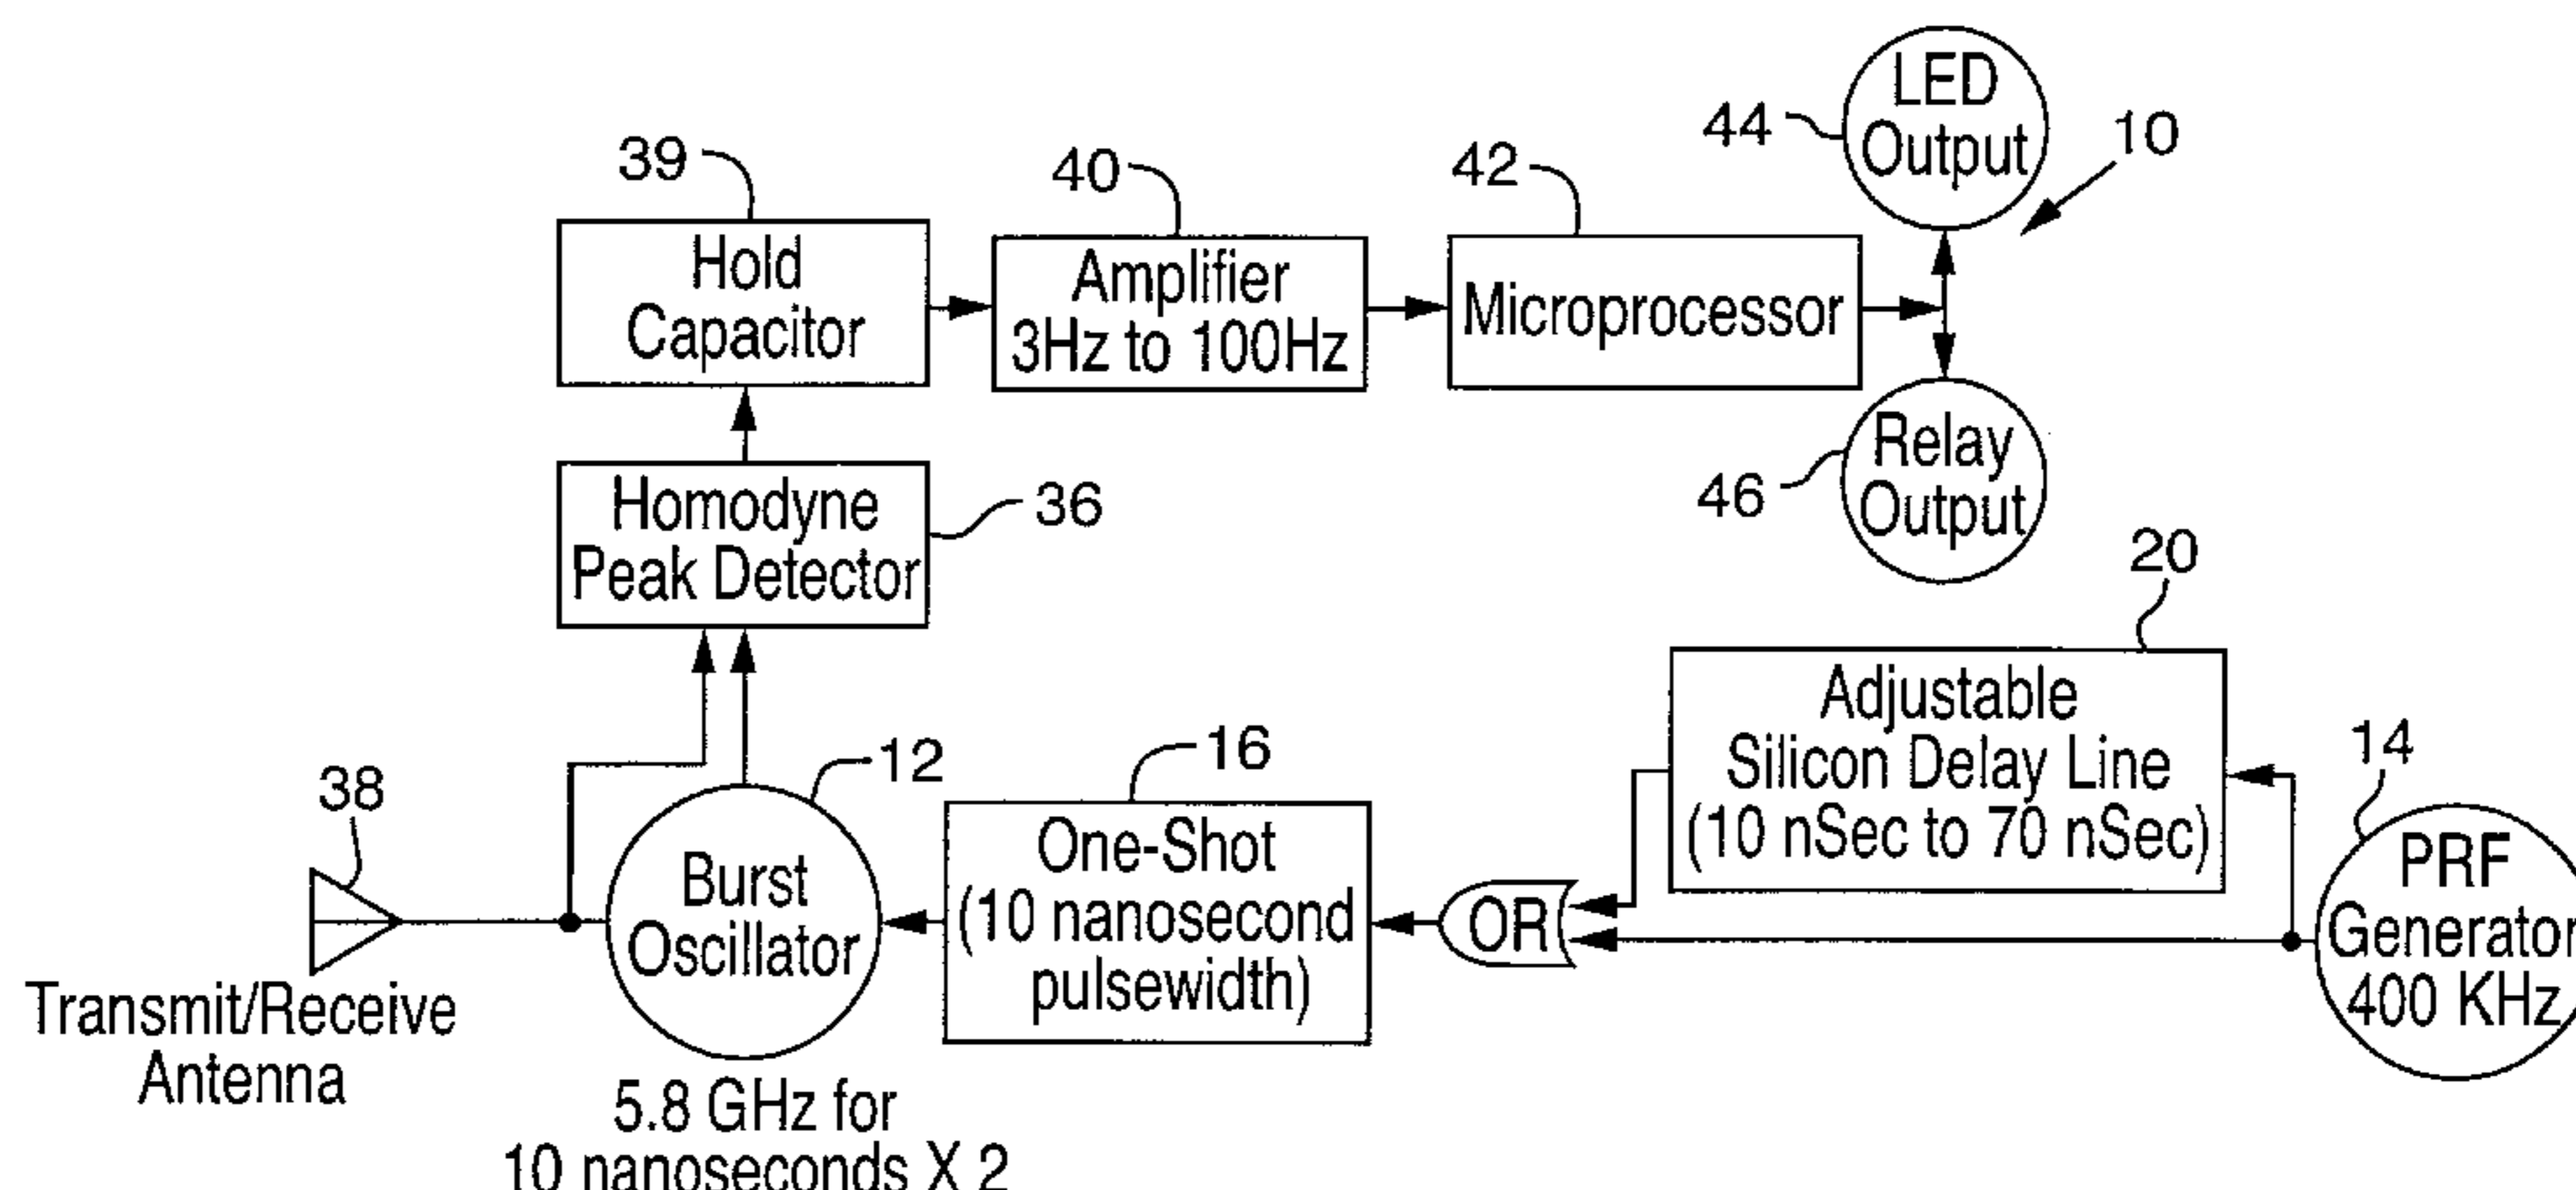 LED
Output
44
10
39
40
42
Hold
Capacitor
Amplifier
3Hz to 100Hz
Microprocessor
Relay
Output
46
Homodyne
Peak Detector
36
20
Adjustable
Silicon Delay Line
(10 nSec to 70 nSec)
14
PRF
Generator
400 KHz
38
12
16
Burst
Oscillator
One-Shot
(10 nanosecond
pulsewidth)
OR
Transmit/Receive
Antenna
5.8 GHz for
10 nanoseconds X 2